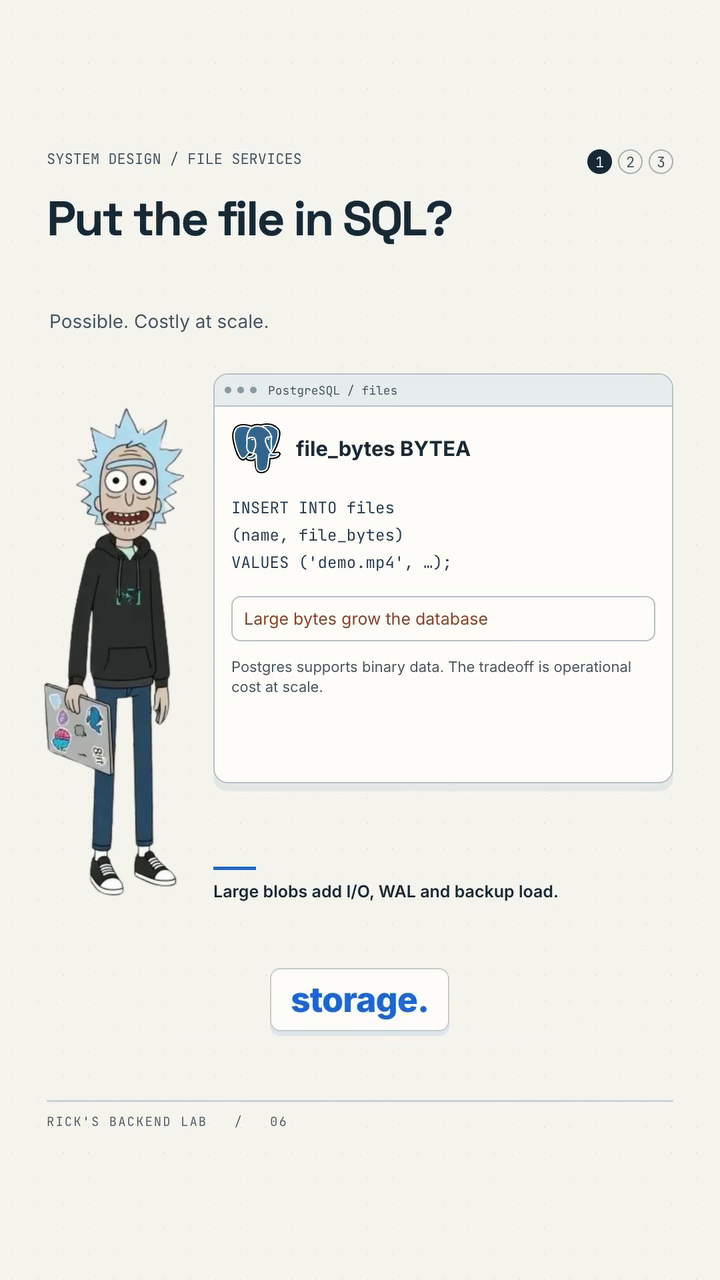 SYSTEM DESIGN / FILE SERVICES
1 2 3
Put the file in SQL?
Possible. Costly at scale.
PostgreSQL / files
file_bytes BYTEA
INSERT INTO files
(name, file_bytes)
VALUES ('demo.mp4', …);
Large bytes grow the database
Postgres supports binary data. The tradeoff is operational
cost at scale.
Large blobs add I/O, WAL and backup load.
storage.
RICK'S BACKEND LAB / 06